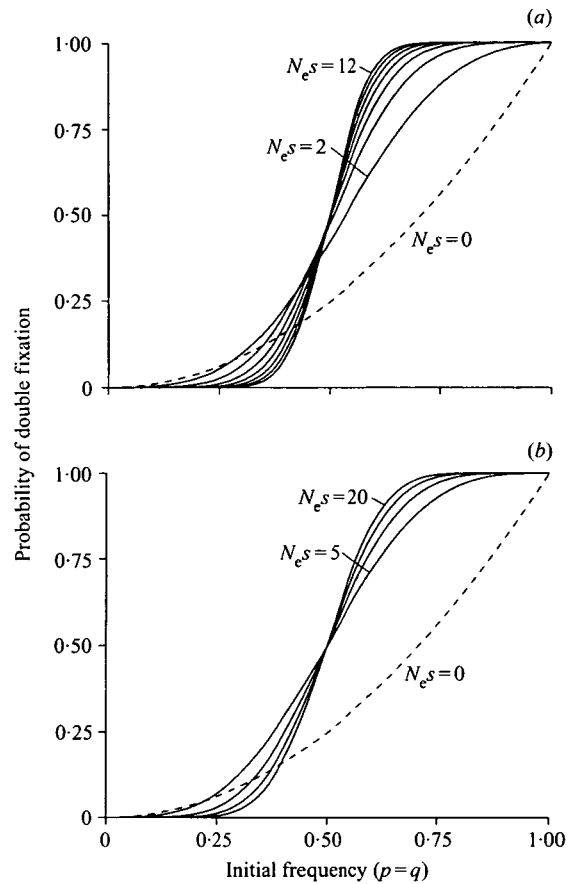 (a)
1·00
0·75
0·50
0·25
0
Nₑs=12
Nₑs=2
Nₑs=0
Probability of double fixation
(b)
1·00
0·75
0·50
0·25
0
Nₑs=20
Nₑs=5
Nₑs=0
0 0·25 0·50 0·75 1·00
Initial frequency (p=q)